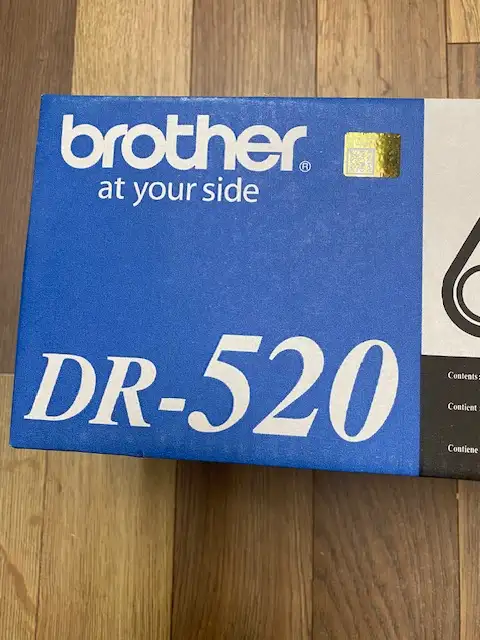 brother®
at your side
DR-520
Contents:
Contient
Contiene